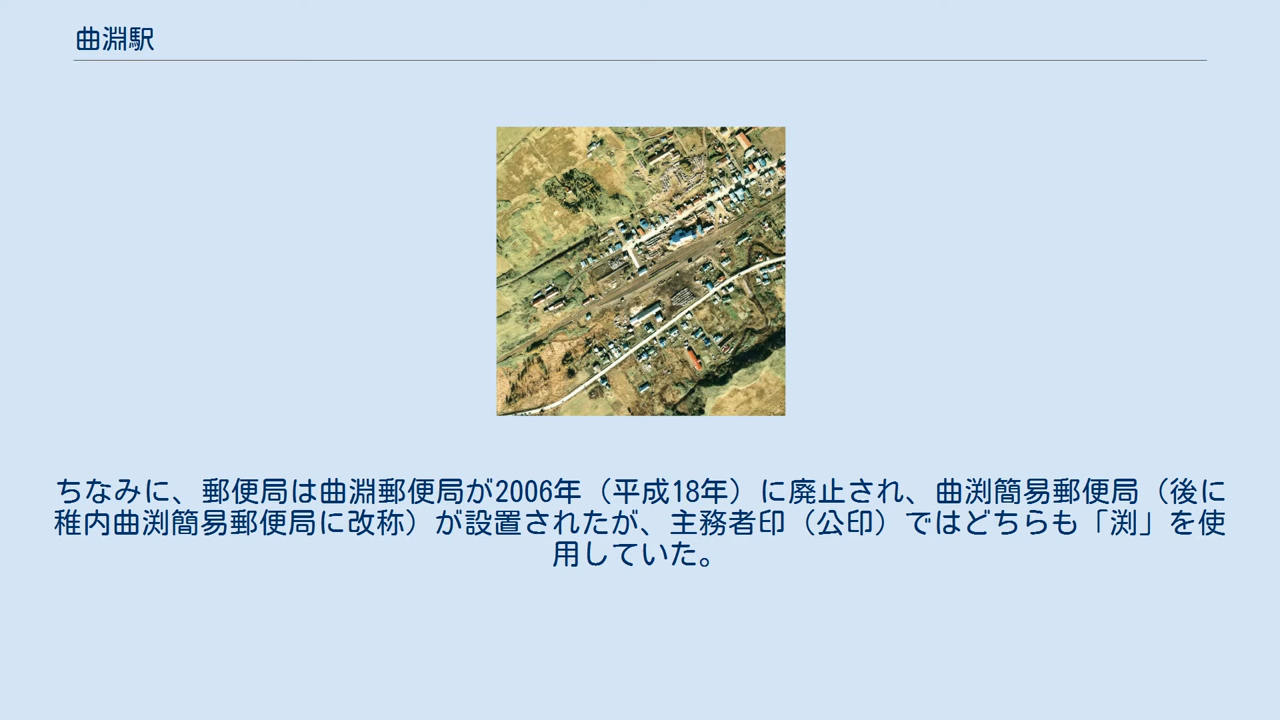 曲淵駅
ちなみに、郵便局は曲淵郵便局が2006年（平成18年）に廃止され、曲渕簡易郵便局（後に
稚内曲渕簡易郵便局に改称）が設置されたが、主務者印（公印）ではどちらも「渕」を使
用していた。